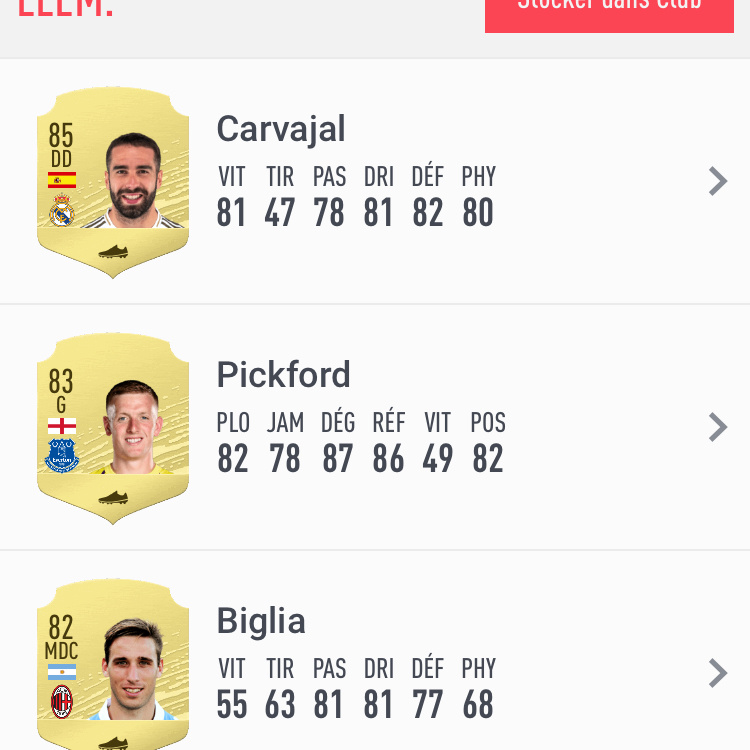 ÉLÉM.
Stocker dans Club
85
DD
Carvajal
VIT TIR PAS DRI DÉF PHY
81 47 78 81 82 80
83
G
Everton
Pickford
PLO JAM DÉG RÉF VIT POS
82 78 87 86 49 82
82
MDC
Biglia
VIT TIR PAS DRI DÉF PHY
55 63 81 81 77 68